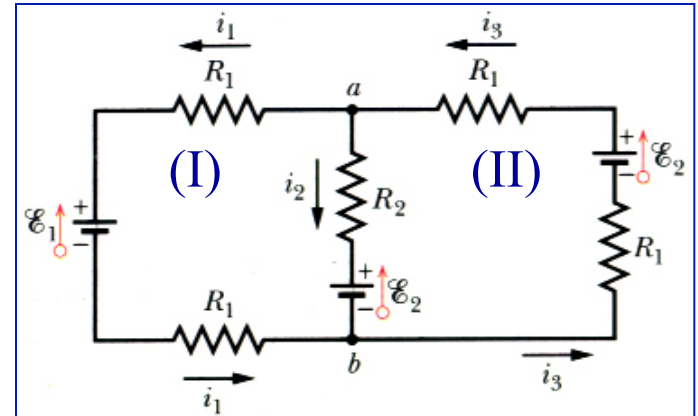 i₁
i₃
R₁
a
R₁
(I)
(II)
+
ℰ₂
−
i₂
R₂
ℰ₁
+
−
R₁
+
ℰ₂
−
R₁
b
i₁
i₃